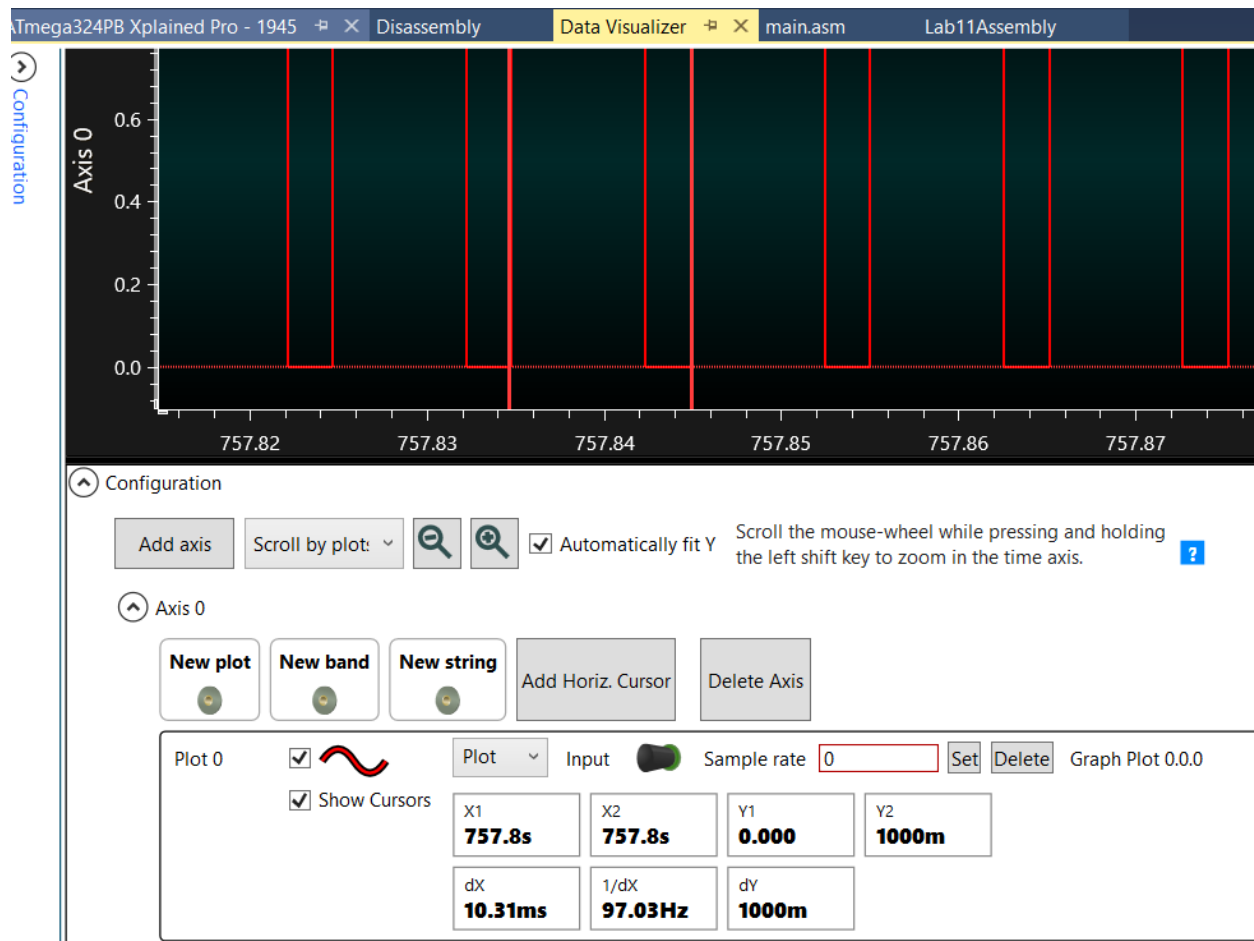 ATmega324PB Xplained Pro - 1945 Disassembly Data Visualizer main.asm Lab11Assembly
Configuration
Axis 0
0.6
0.4
0.2
0.0
757.82 757.83 757.84 757.85 757.86 757.87
Configuration
Add axis Scroll by plot: Automatically fit Y Scroll the mouse-wheel while pressing and holding
the left shift key to zoom in the time axis. ?
Axis 0
New plot New band New string Add Horiz. Cursor Delete Axis
Plot 0 Plot Input Sample rate 0 Set Delete Graph Plot 0.0.0
Show Cursors
X1 X2 Y1 Y2
757.8s 757.8s 0.000 1000m
dX 1/dX dY
10.31ms 97.03Hz 1000m